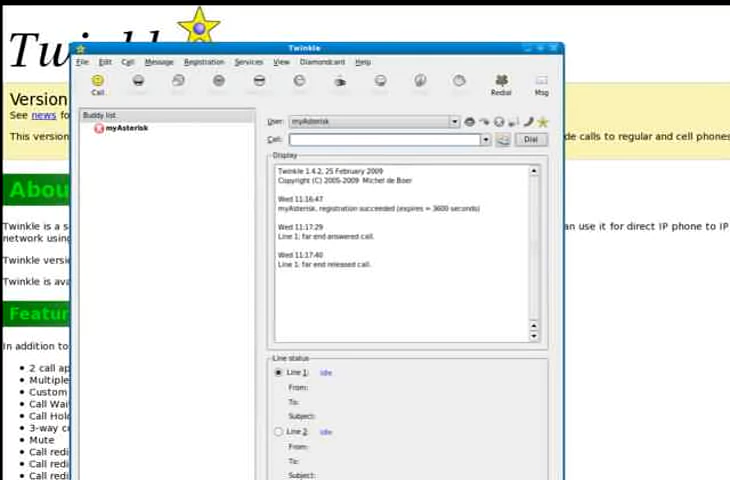 Twinkle
Twinkle
File Edit Call Message Registration Services View Diamondcard Help
Call Redial Msg
Version
See news fo
This version de calls to regular and cell phones
Buddy list
myAsterisk
User: myAsterisk
Call: Dial
Display
Twinkle 1.4.2, 25 February 2009
Copyright (C) 2005-2009 Michel de Boer
Wed 11:16:47
myAsterisk, registration succeeded (expires = 3600 seconds)
Wed 11:17:29
Line 1: far end answered call.
Wed 11:17:40
Line 1: far end released call.
Line status
Line 1: idle
From:
To:
Subject:
Line 2: idle
From:
To:
Subject:
Abou
Twinkle is a s an use it for direct IP phone to IP
network using
Twinkle versi
Twinkle is ava
Featur
In addition to
2 call ap
Multiple
Custom
Call Wai
Call Hold
3-way c
Mute
Call redi
Call redi
Call redi